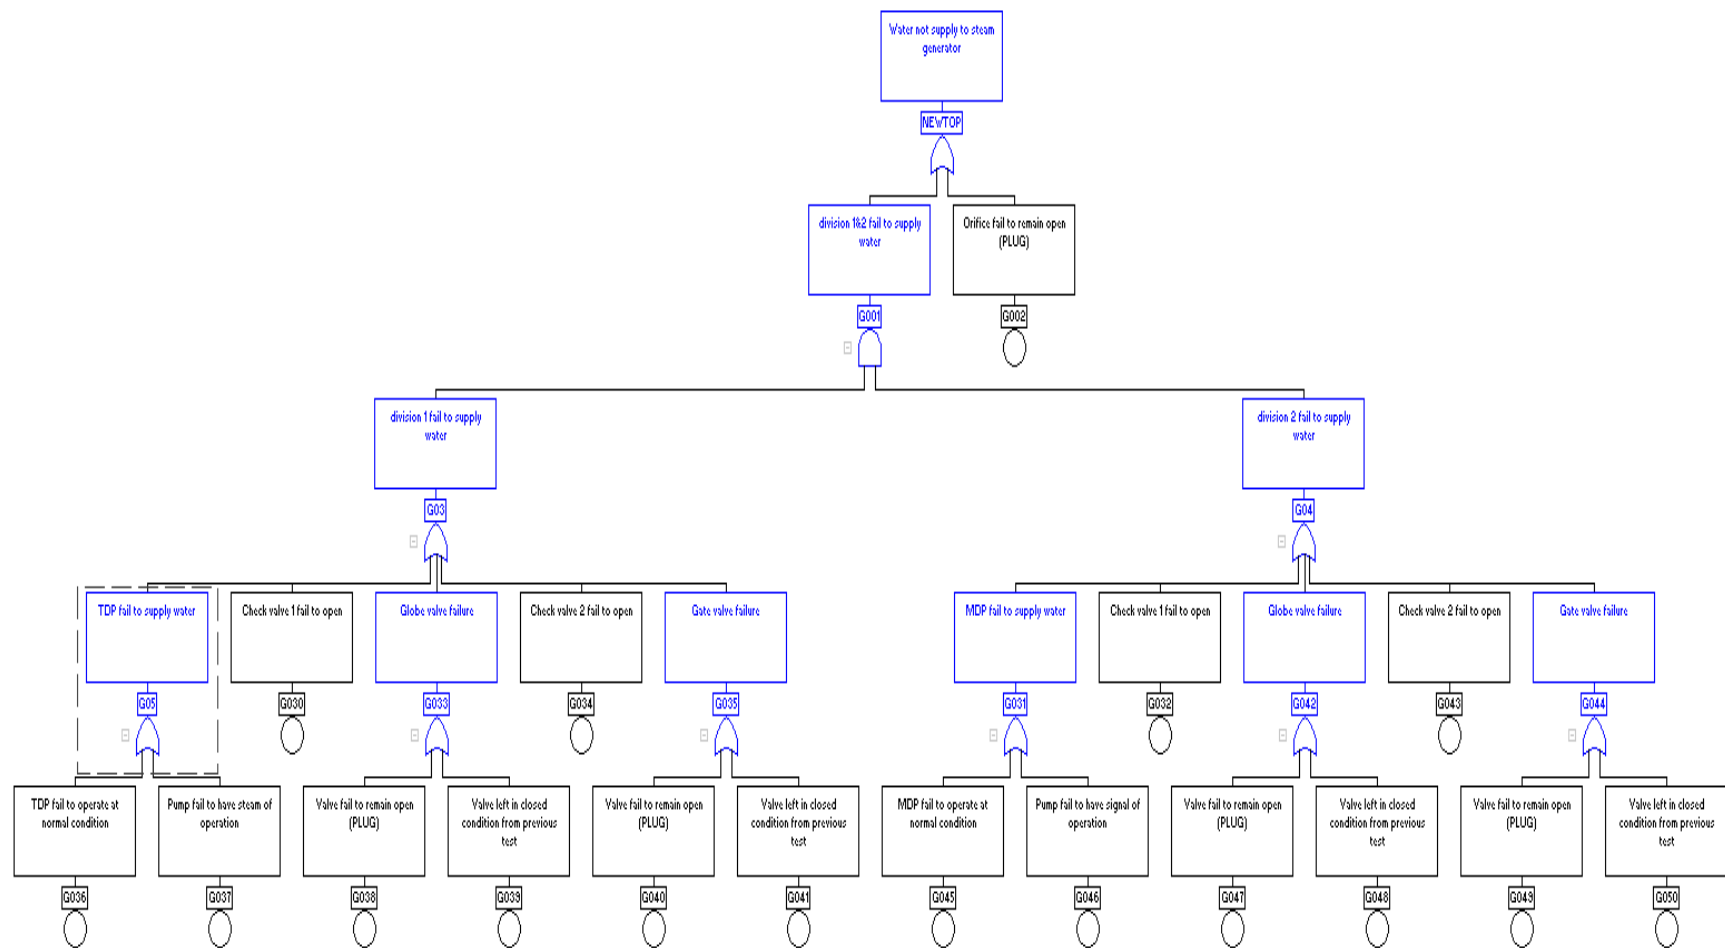 Water not supply to steam
generator
NEWTOP
division 1&2 fail to supply
water
Orifice fail to remain open
(PLUG)
G001
G002
division 1 fail to supply
water
division 2 fail to supply
water
G03
G04
TDP fail to supply water
Check valve 1 fail to open
Globe valve failure
Check valve 2 fail to open
Gate valve failure
MDP fail to supply water
Check valve 1 fail to open
Globe valve failure
Check valve 2 fail to open
Gate valve failure
G05
G030
G033
G034
G035
G031
G032
G042
G043
G044
TDP fail to operate at
normal condition
Pump fail to have steam of
operation
Valve fail to remain open
(PLUG)
Valve left in closed
condition from previous
test
Valve fail to remain open
(PLUG)
Valve left in closed
condition from previous
test
MDP fail to operate at
normal condition
Pump fail to have signal of
operation
Valve fail to remain open
(PLUG)
Valve left in closed
condition from previous
test
Valve fail to remain open
(PLUG)
Valve left in closed
condition from previous
test
G036
G037
G038
G039
G040
G041
G045
G046
G047
G048
G049
G050